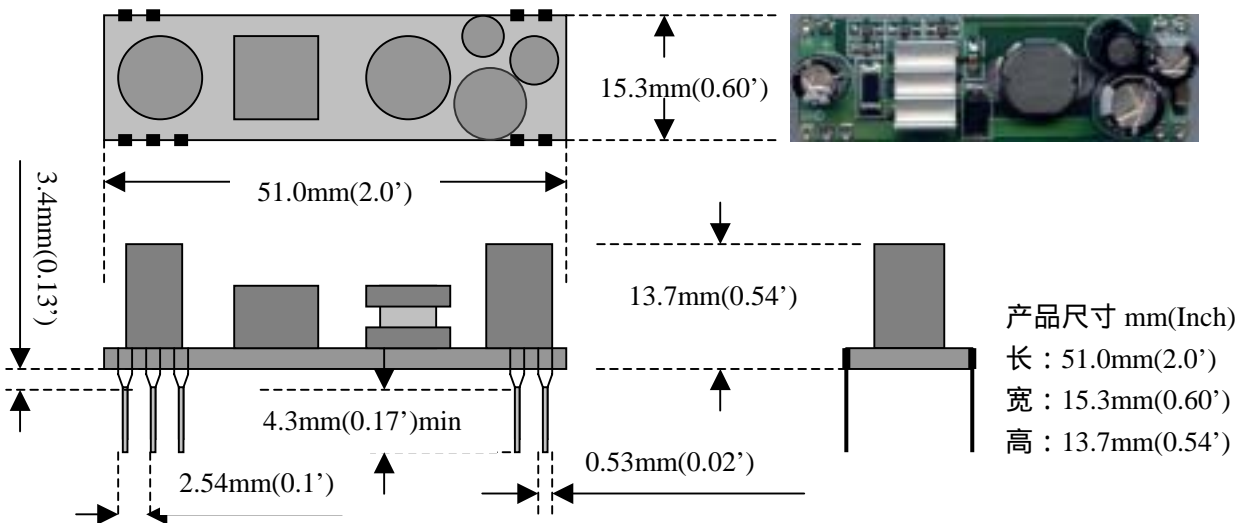 15.3mm(0.60’)
51.0mm(2.0’)
3.4mm(0.13’)
13.7mm(0.54’)
4.3mm(0.17’)min
0.53mm(0.02’)
2.54mm(0.1’)
产品尺寸 mm(Inch)
长：51.0mm(2.0’)
宽：15.3mm(0.60’)
高：13.7mm(0.54’)